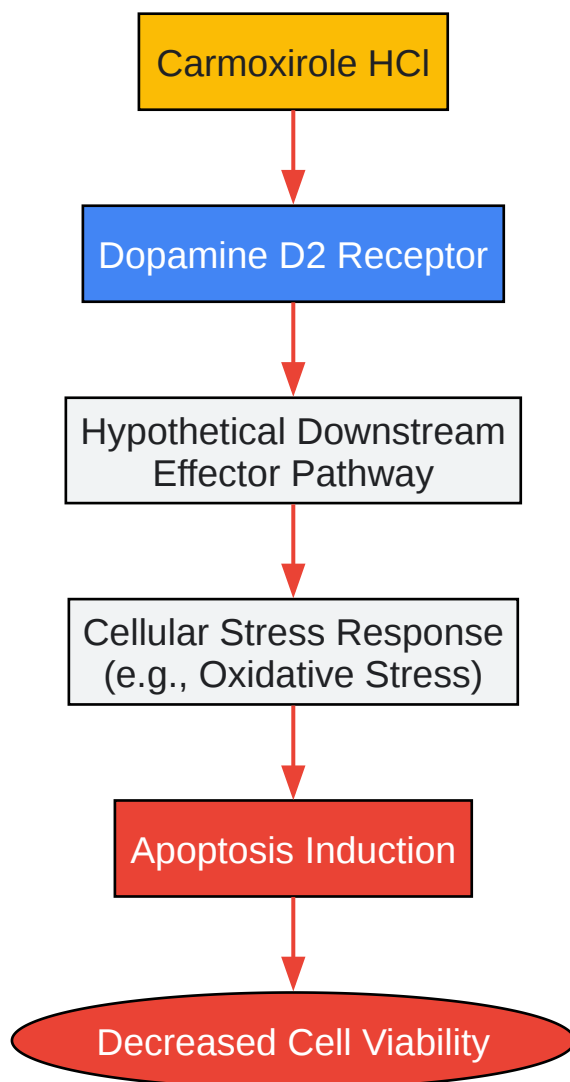 Carmoxirole HCl
Dopamine D2 Receptor
Hypothetical Downstream
Effector Pathway
Cellular Stress Response
(e.g., Oxidative Stress)
Apoptosis Induction
Decreased Cell Viability